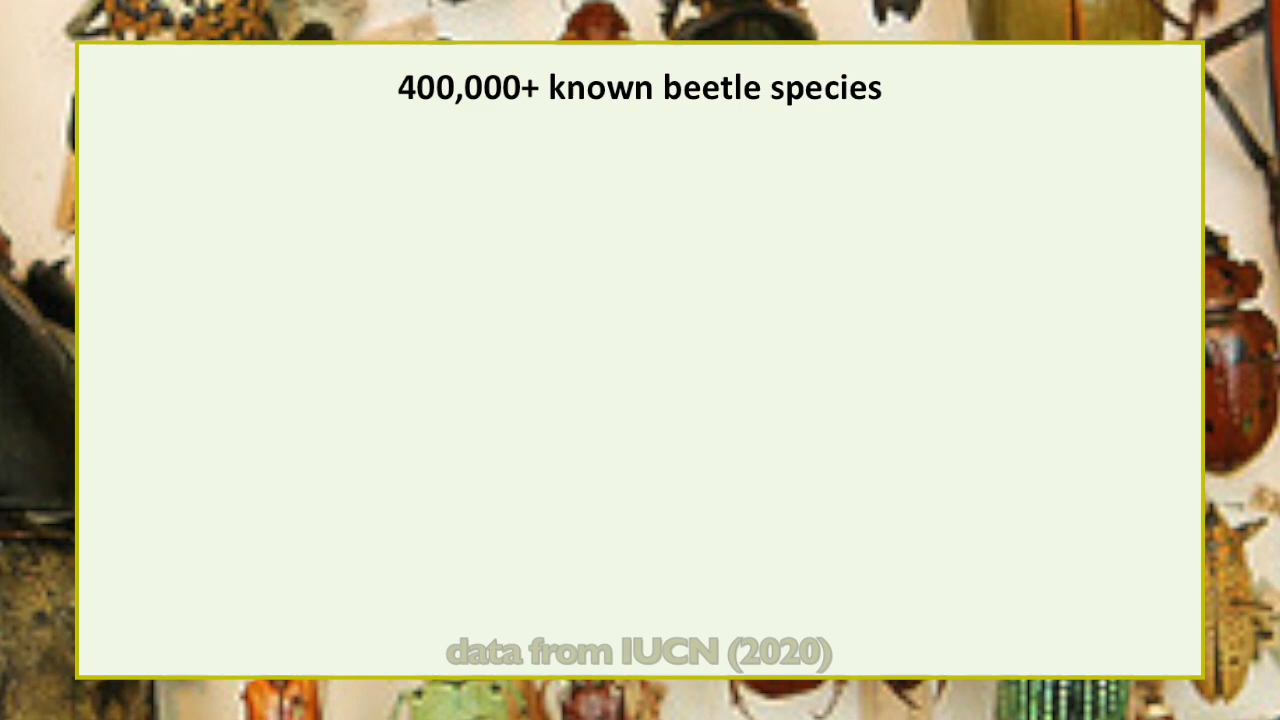 400,000+ known beetle species
data from IUCN (2020)